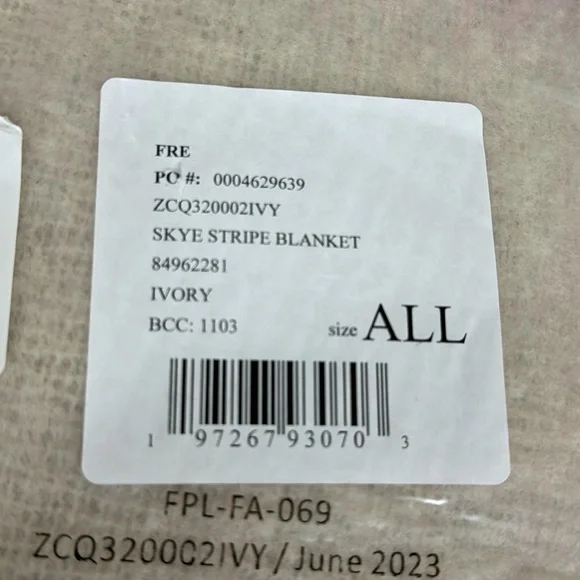 FRE
PO #: 0004629639
ZCQ320002IVY
SKYE STRIPE BLANKET
84962281
IVORY
BCC: 1103
size ALL
1 97267 93070 3
FPL-FA-069
ZCQ320002IVY / June 2023